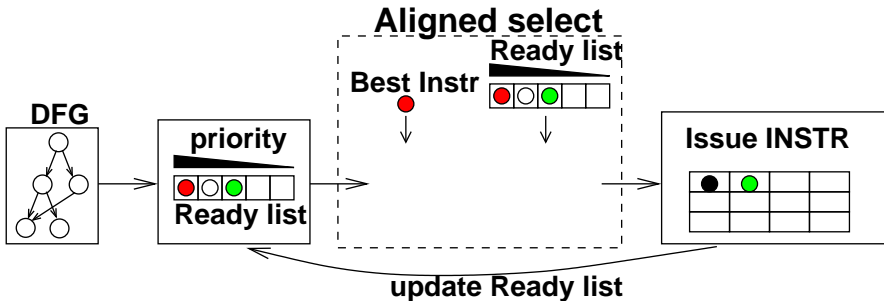 Aligned select
Ready list
Best Instr
DFG
priority
Ready list
Issue INSTR
update Ready list